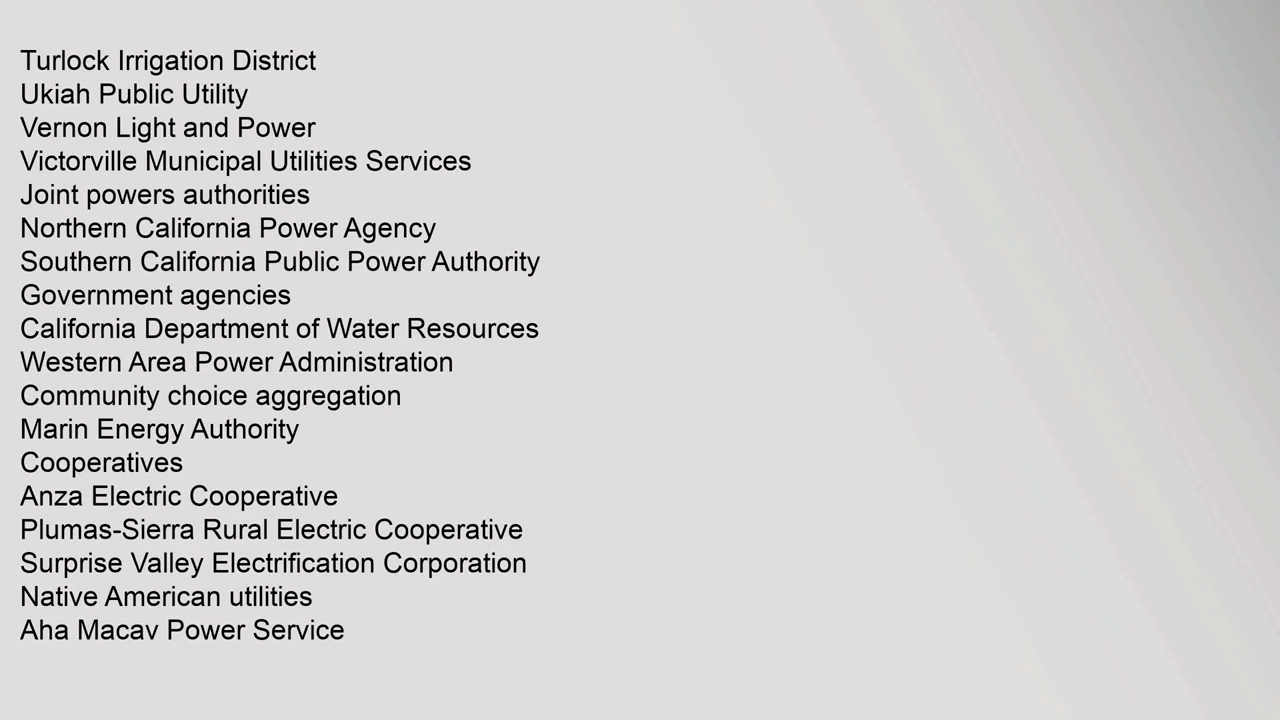 Turlock Irrigation District
Ukiah Public Utility
Vernon Light and Power
Victorville Municipal Utilities Services
Joint powers authorities
Northern California Power Agency
Southern California Public Power Authority
Government agencies
California Department of Water Resources
Western Area Power Administration
Community choice aggregation
Marin Energy Authority
Cooperatives
Anza Electric Cooperative
Plumas-Sierra Rural Electric Cooperative
Surprise Valley Electrification Corporation
Native American utilities
Aha Macav Power Service